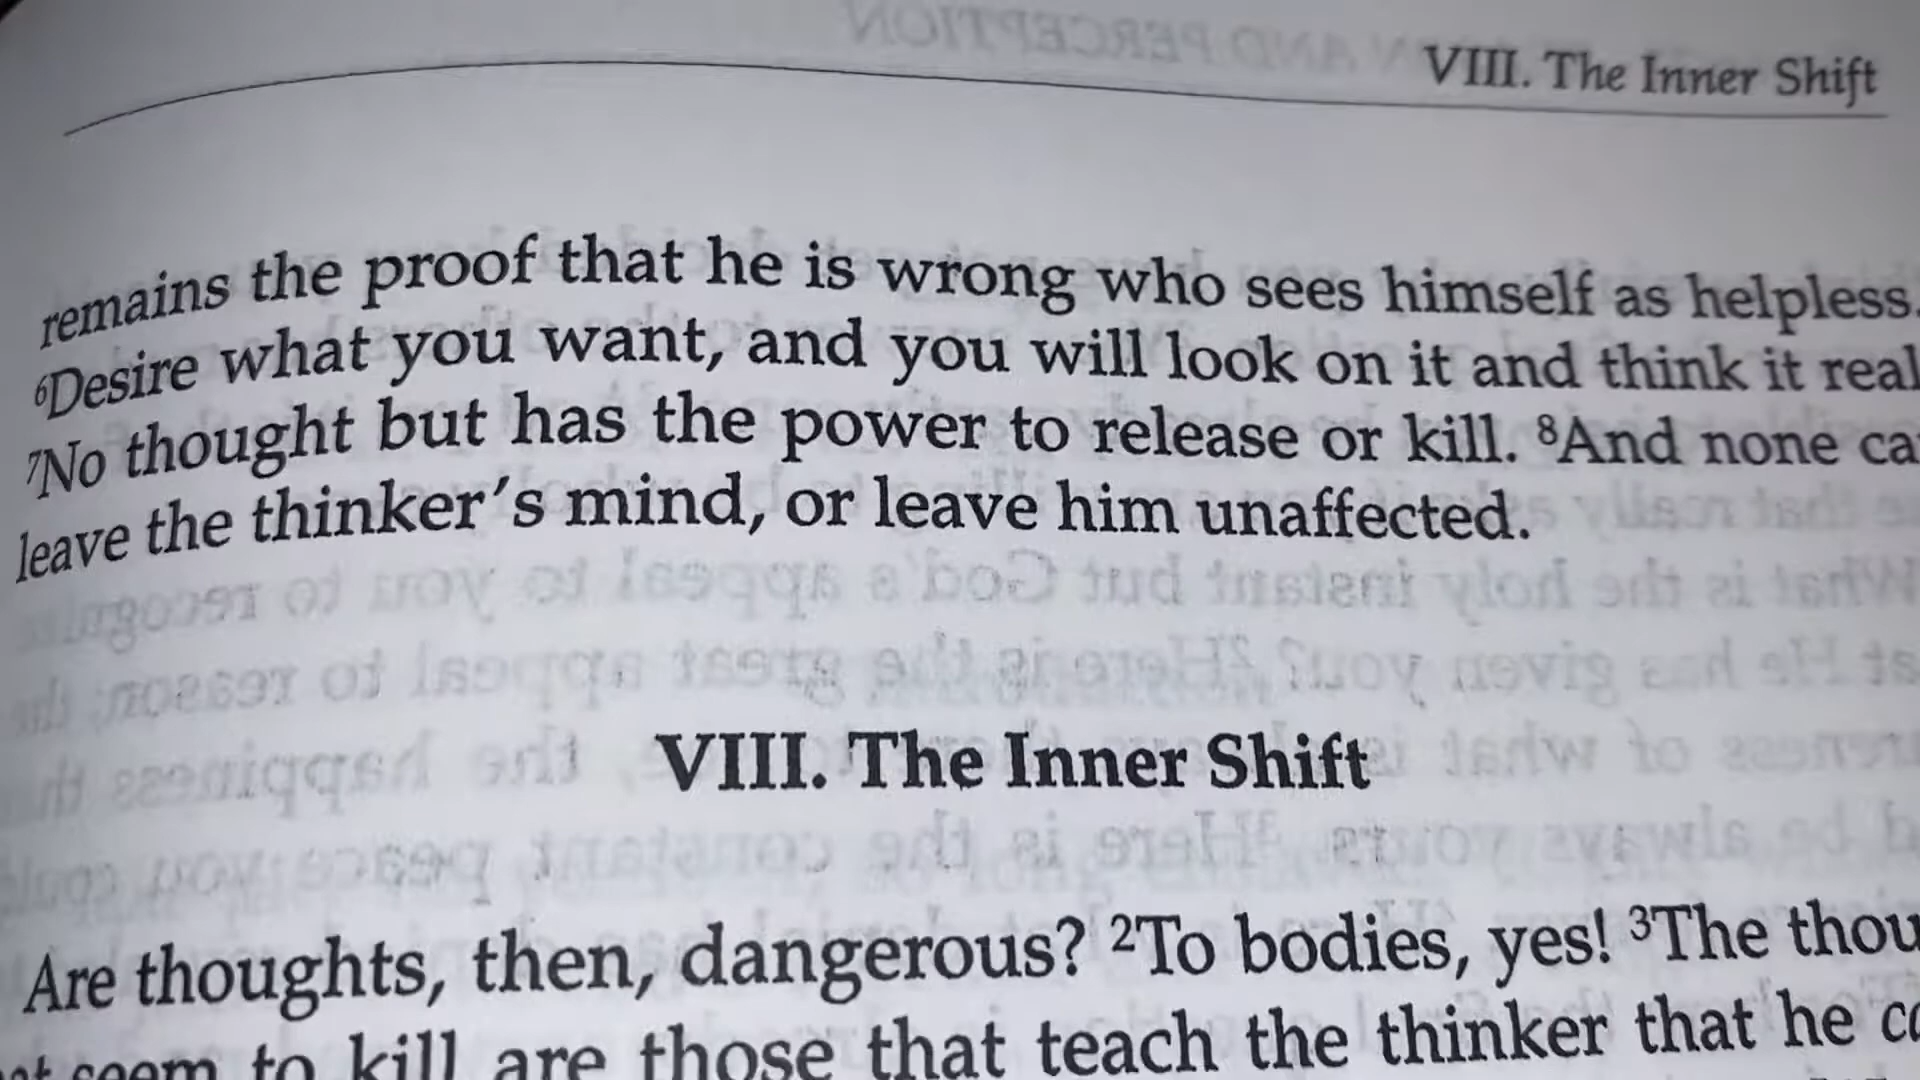 VIII. The Inner Shift
remains the proof that he is wrong who sees himself as helpless.
⁶Desire what you want, and you will look on it and think it real
⁷No thought but has the power to release or kill. ⁸And none ca
leave the thinker's mind, or leave him unaffected.
VIII. The Inner Shift
Are thoughts, then, dangerous? ²To bodies, yes! ³The thou
seem to kill are those that teach the thinker that he